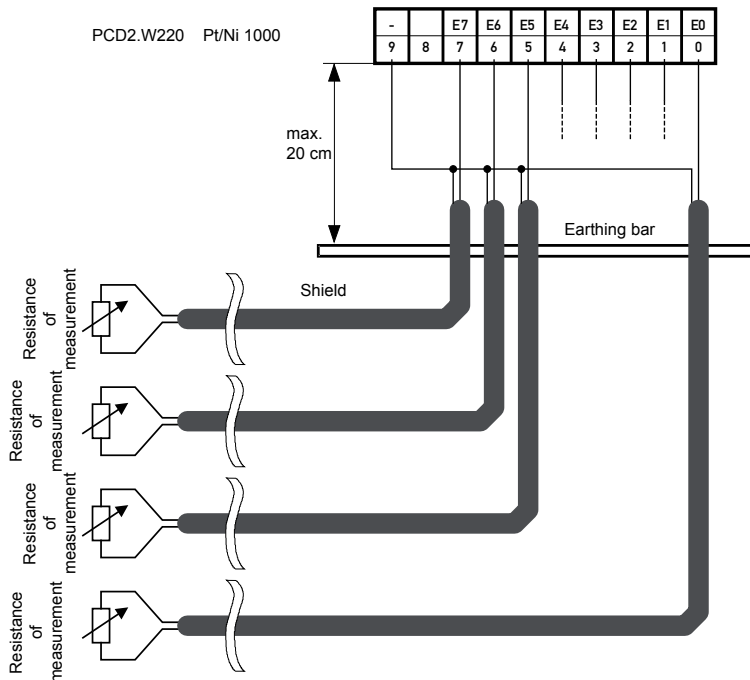 PCD2.W220 Pt/Ni 1000
- E7 E6 E5 E4 E3 E2 E1 E0
9 8 7 6 5 4 3 2 1 0
max.
20 cm
Earthing bar
Shield
Resistance
of
measurement
Resistance
of
measurement
Resistance
of
measurement
Resistance
of
measurement